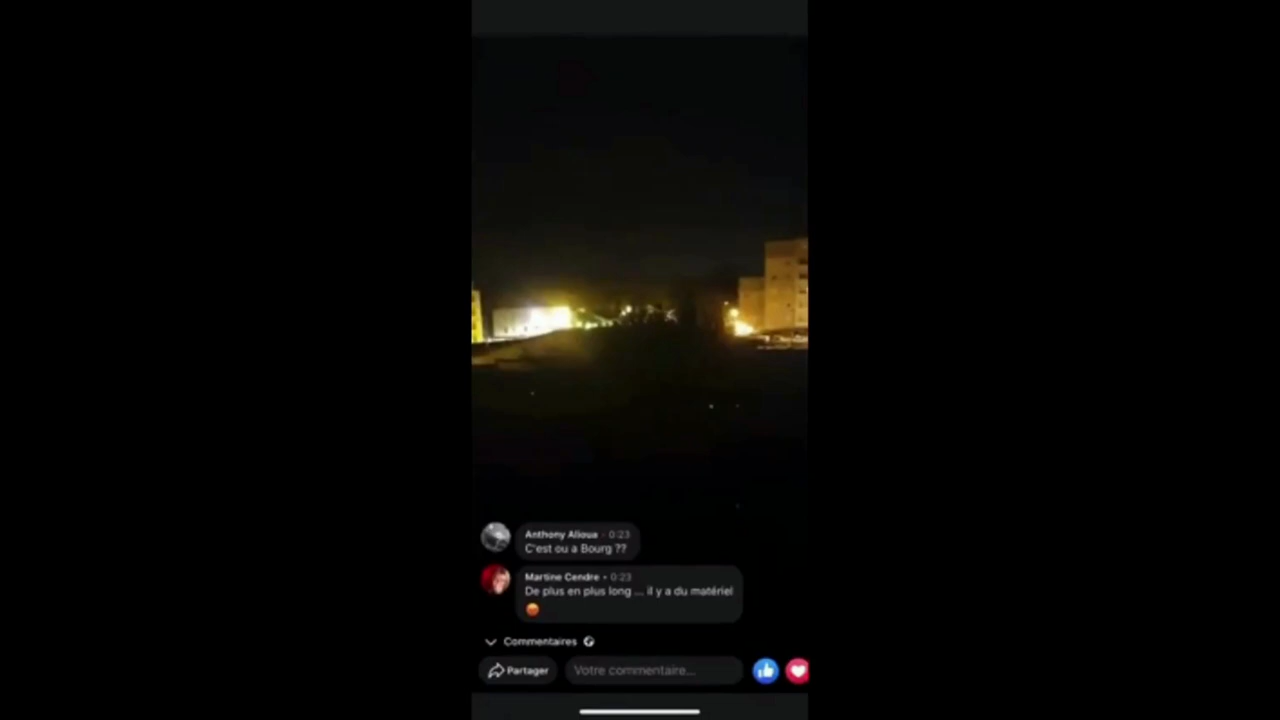 Anthony Alioua · 0:23
C'est ou a Bourg ??
Martine Cendre • 0:23
De plus en plus long ... il y a du matériel
😡
Commentaires
Partager
Votre commentaire...